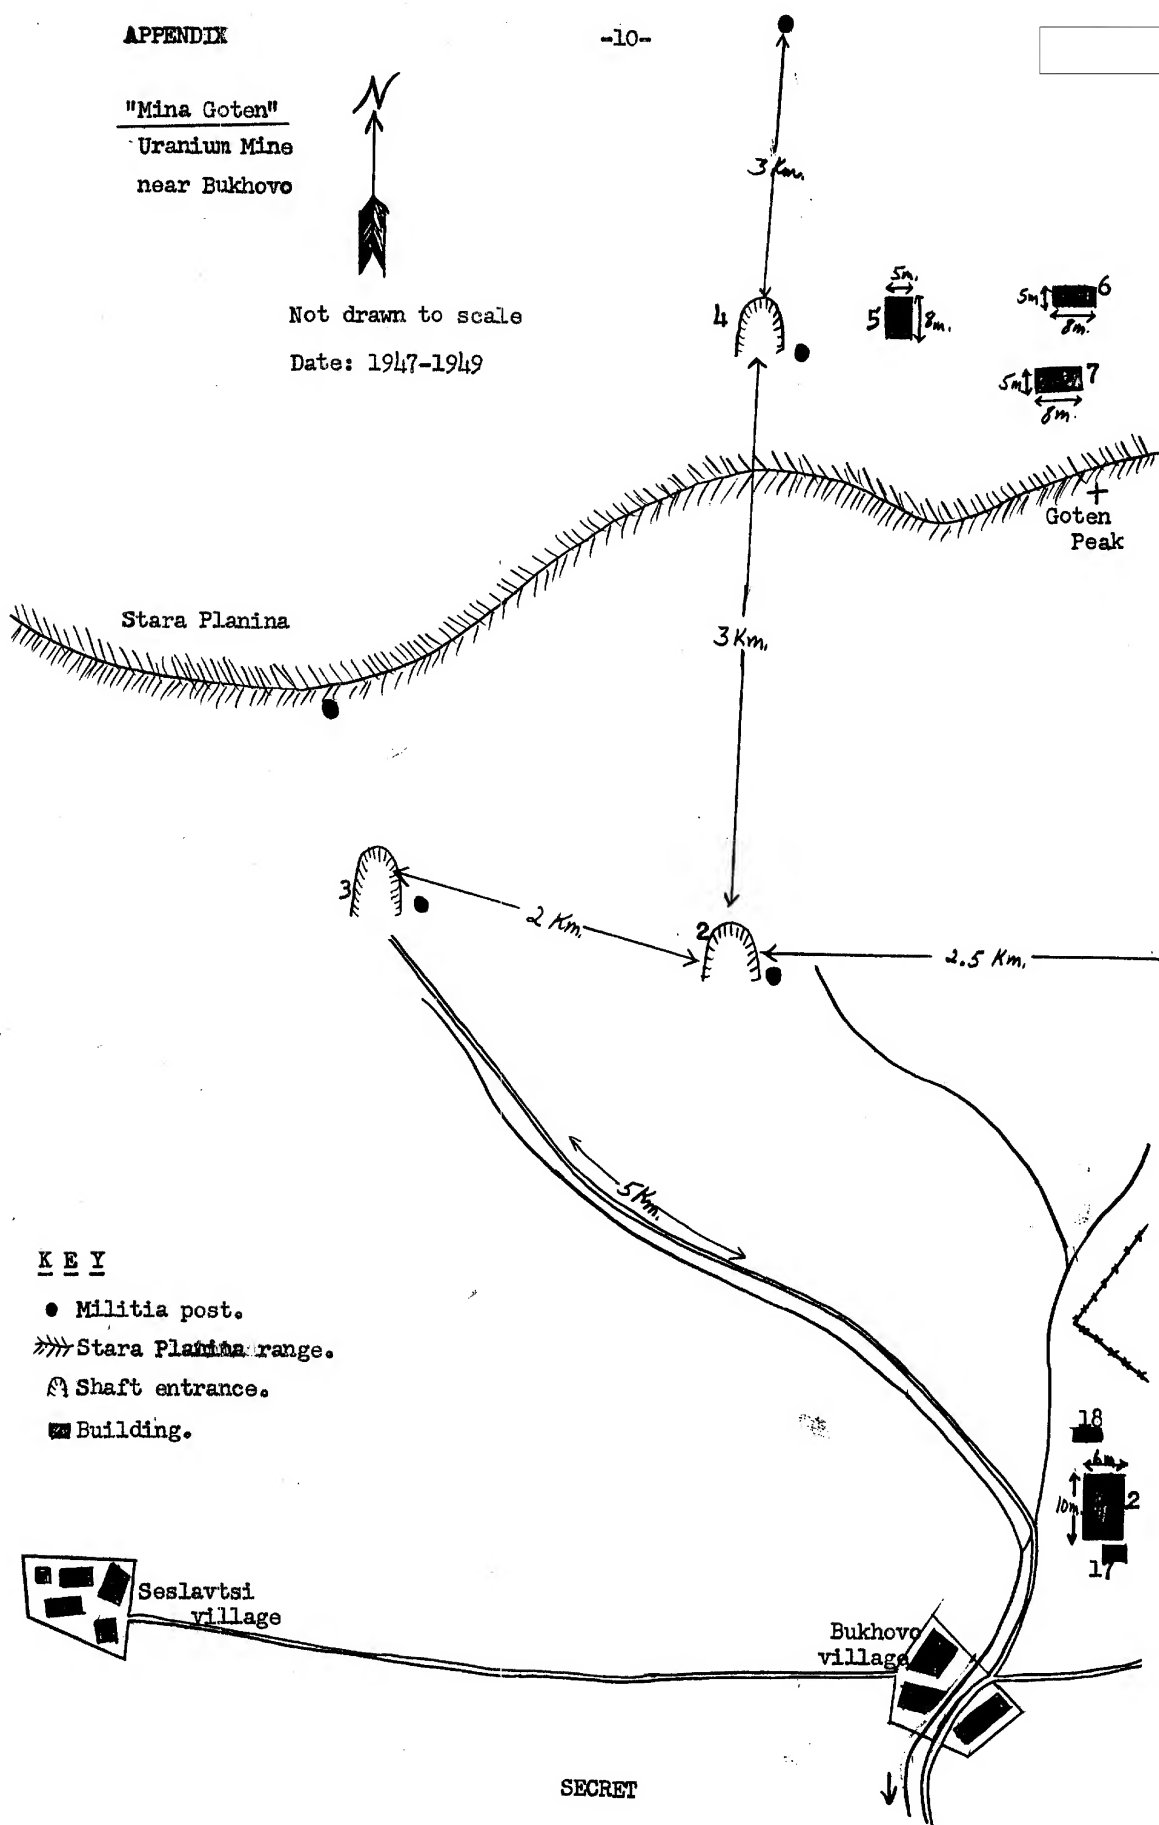 APPENDIX
-10-
"Mina Goten"
Uranium Mine
near Bukhovo
N
Not drawn to scale
Date: 1947-1949
3 Km.
4
5m.
5
8m.
5m
6
8m.
5m
7
8m.
Goten
Peak
Stara Planina
3 Km.
3
2 Km.
2
2.5 Km.
5 Km.
K E Y
Militia post.
Stara Planina range.
Shaft entrance.
Building.
18
6m
10m.
2
17
Seslavtsi
village
Bukhovo
village
SECRET